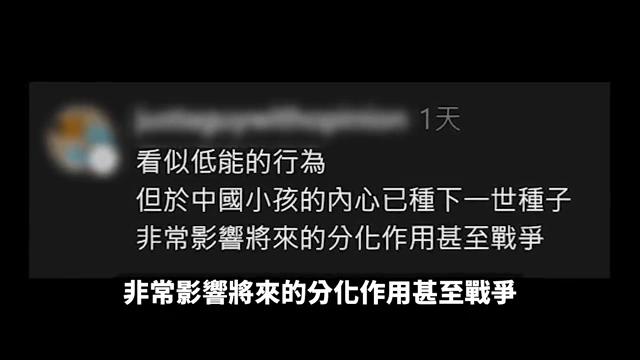 1天
看似低能的行為
但於中國小孩的內心已種下一世種子
非常影響將來的分化作用甚至戰爭
非常影響將來的分化作用甚至戰爭